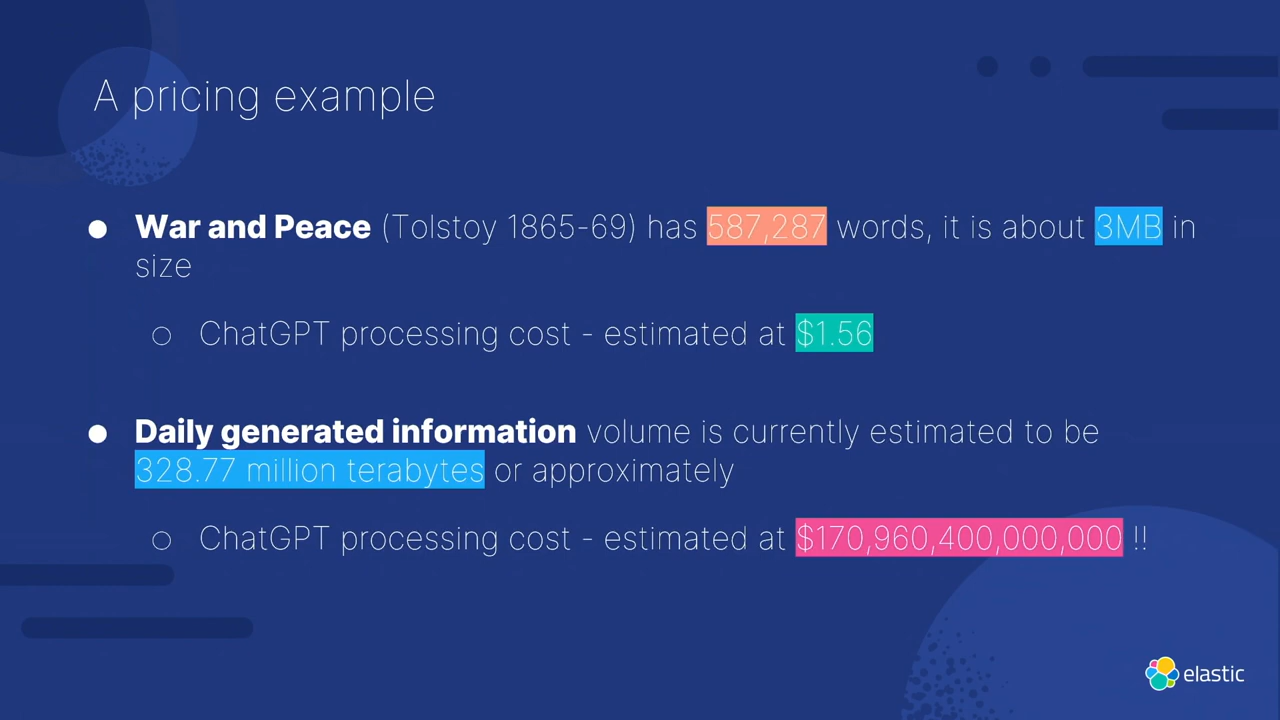 A pricing example
● War and Peace (Tolstoy 1865-69) has 587,287 words, it is about 3MB in
size
○ ChatGPT processing cost - estimated at $1.56
● Daily generated information volume is currently estimated to be
328.77 million terabytes or approximately
○ ChatGPT processing cost - estimated at $170,960,400,000,000 !!
elastic